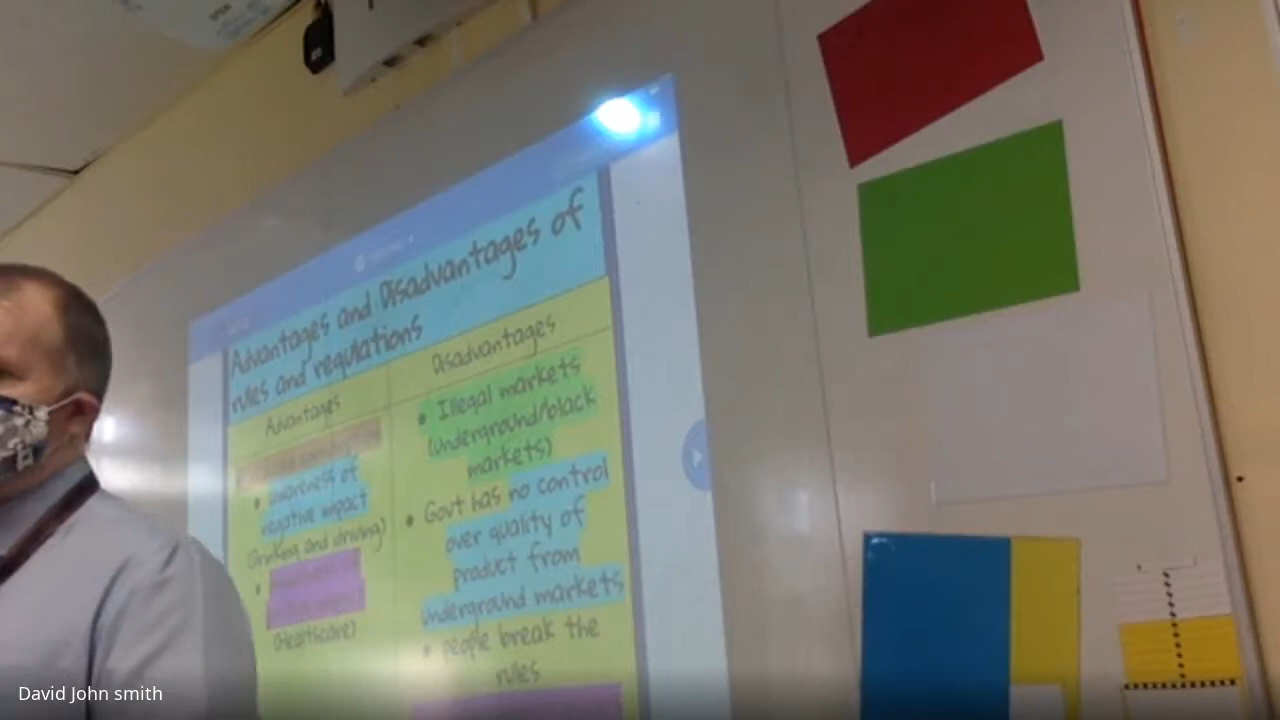 Advantages and Disadvantages of
rules and regulations
Advantages
• awareness of
negative impact
(Drinking and driving)
•
(Healthcare)
Disadvantages
• Illegal markets
(Underground/black
markets)
• Govt has no control
over quality of
product from
underground markets
• people break the
rules
David John smith